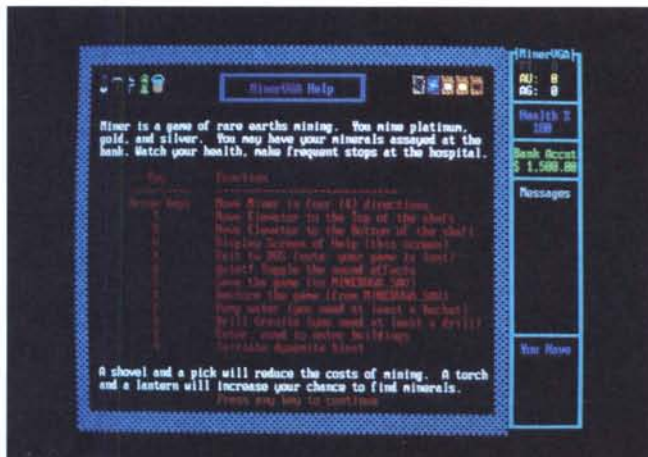 MinerVGA Help
Miner is a game of rare earths mining. You mine platinum,
gold, and silver. You may have your minerals assayed at the
bank. Watch your health, make frequent stops at the hospital.
Key Function
Arrow Keys Move Miner in four (4) directions
Move Elevator to the Top of the shaft
Move Elevator to the Bottom of the shaft
Display Screen of Help (this screen)
Exit to DOS (note: your game is lost)
Quiet! Toggle the sound effects
Save the game (to MINERVGA.SAV)
Restore the game (from MINERVGA.SAV)
Pump water (you need at least a bucket)
Drill Granite (you need at least a drill)
used to enter buildings
A shovel and a pick will reduce the costs of mining. A torch
and a lantern will increase your chance to find minerals.
Press any key to continue
MinerVGA
AU: 0
AG: 0
Health %
100
Bank Accnt
$ 1,500.00
Messages
You Have